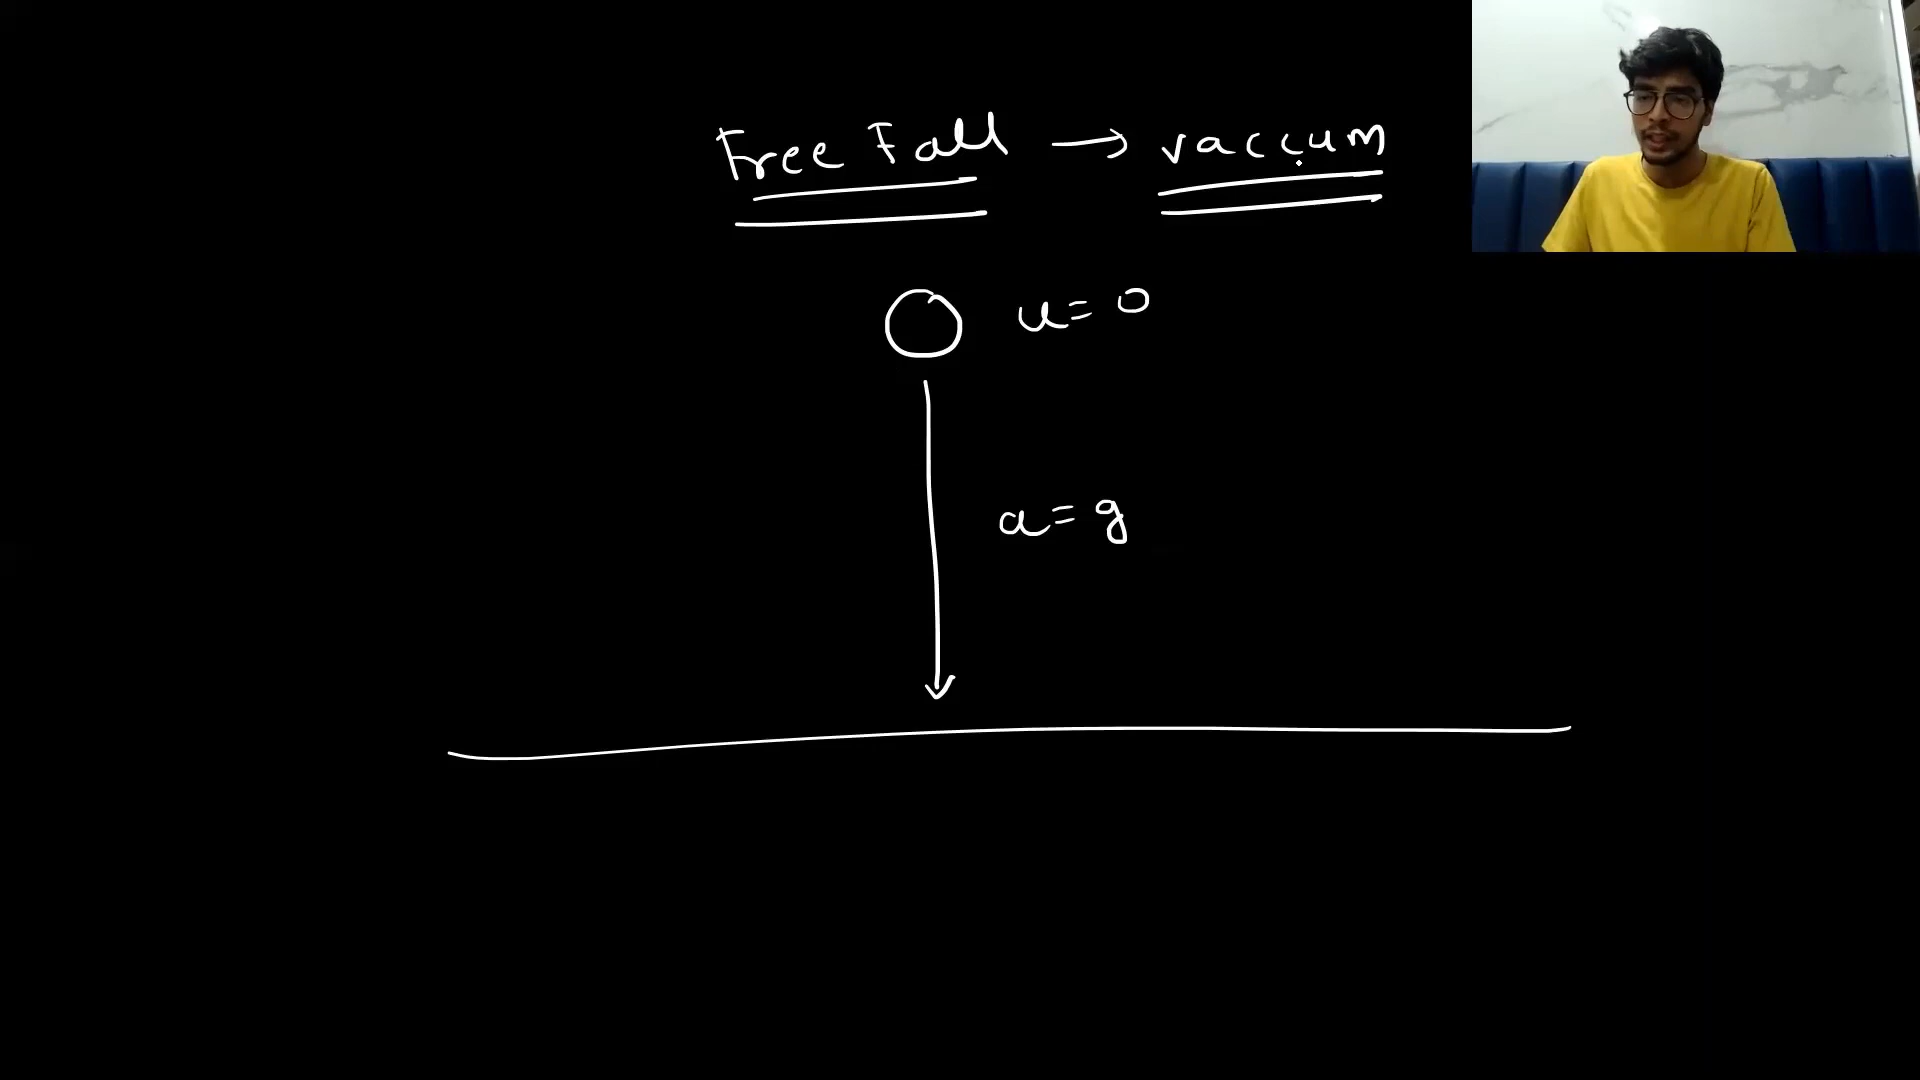 Free Fall → vaccum
u = 0
a = g